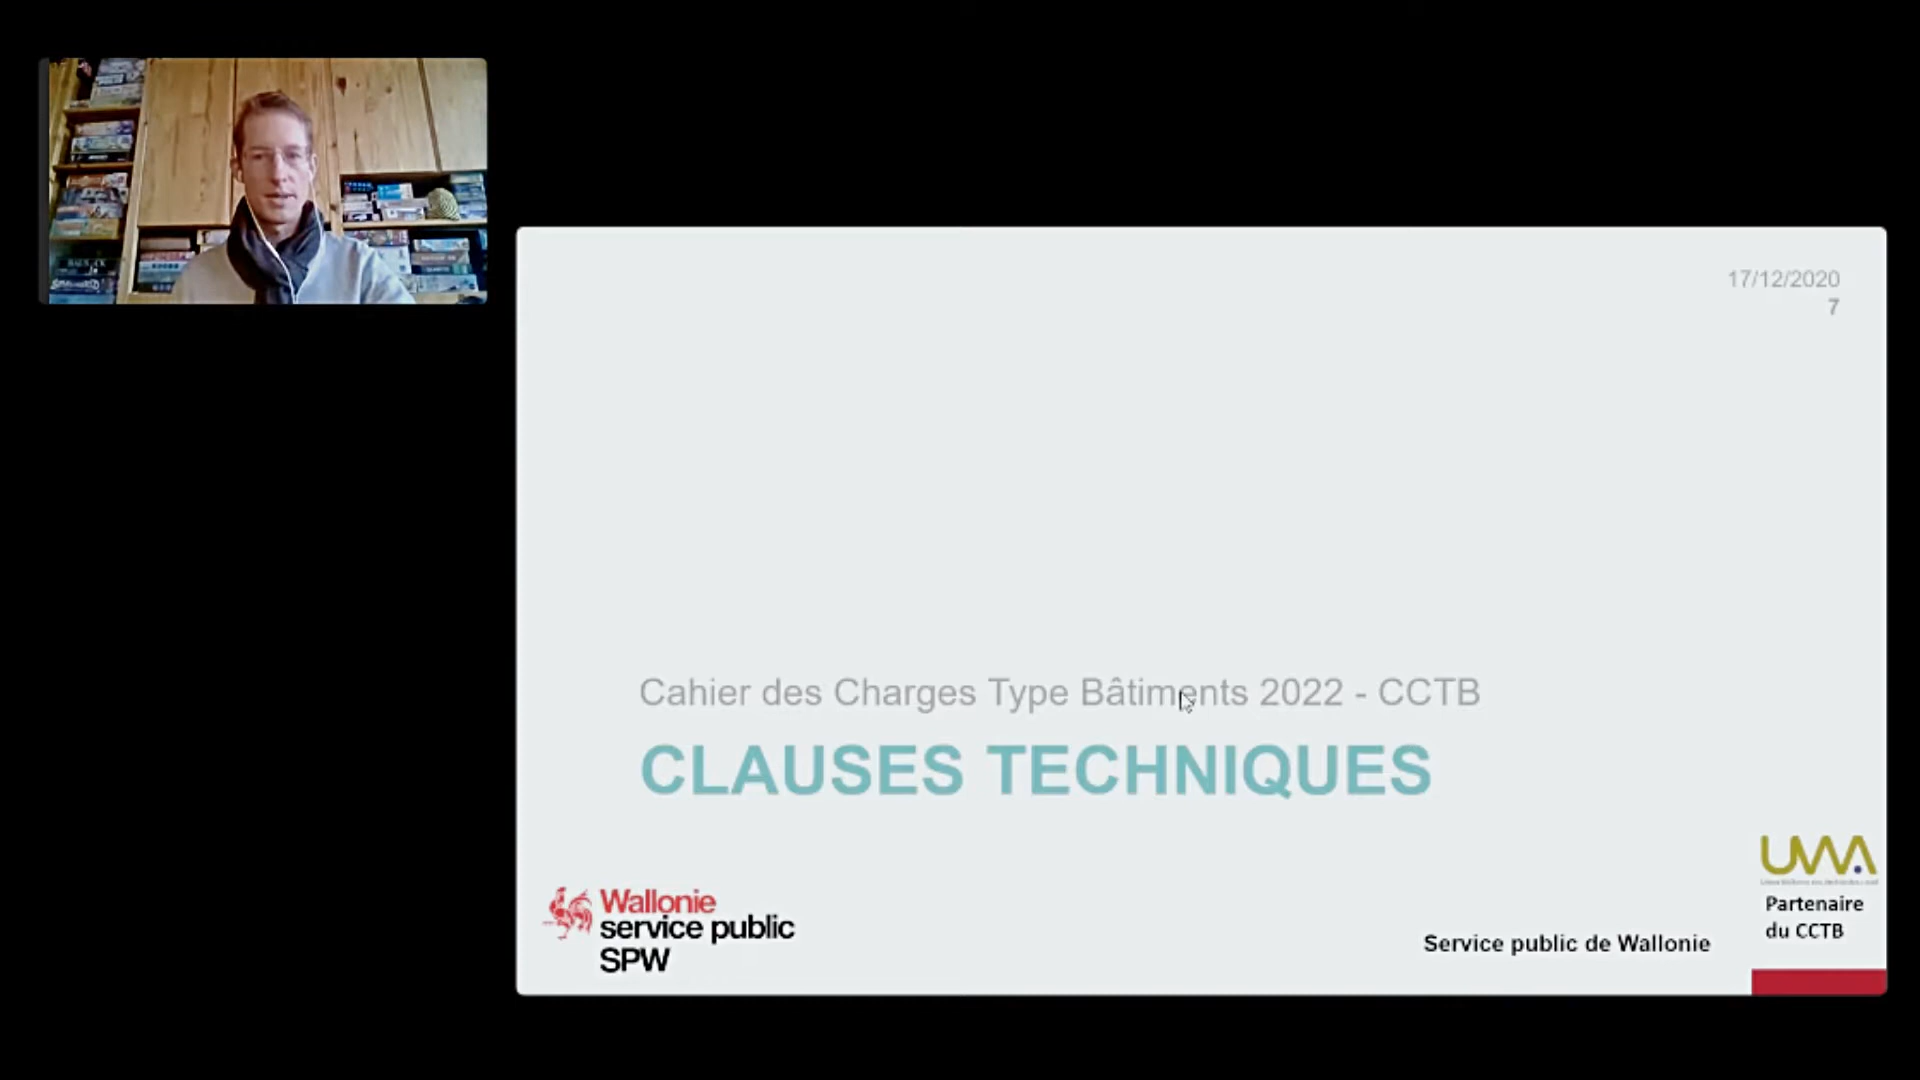 17/12/2020
7
Cahier des Charges Type Bâtiments 2022 - CCTB
CLAUSES TECHNIQUES
Wallonie
service public
SPW
Service public de Wallonie
UWA
Partenaire
du CCTB